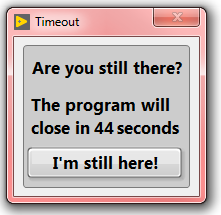 Timeout
Are you still there?
The program will
close in 44 seconds
I'm still here!